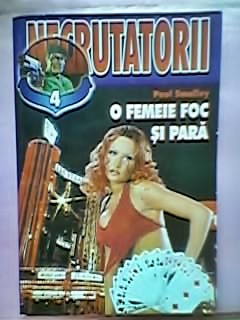 NECRUTATORII
4
Paul Smalley
O FEMEIE FOC
ŞI PARĂ